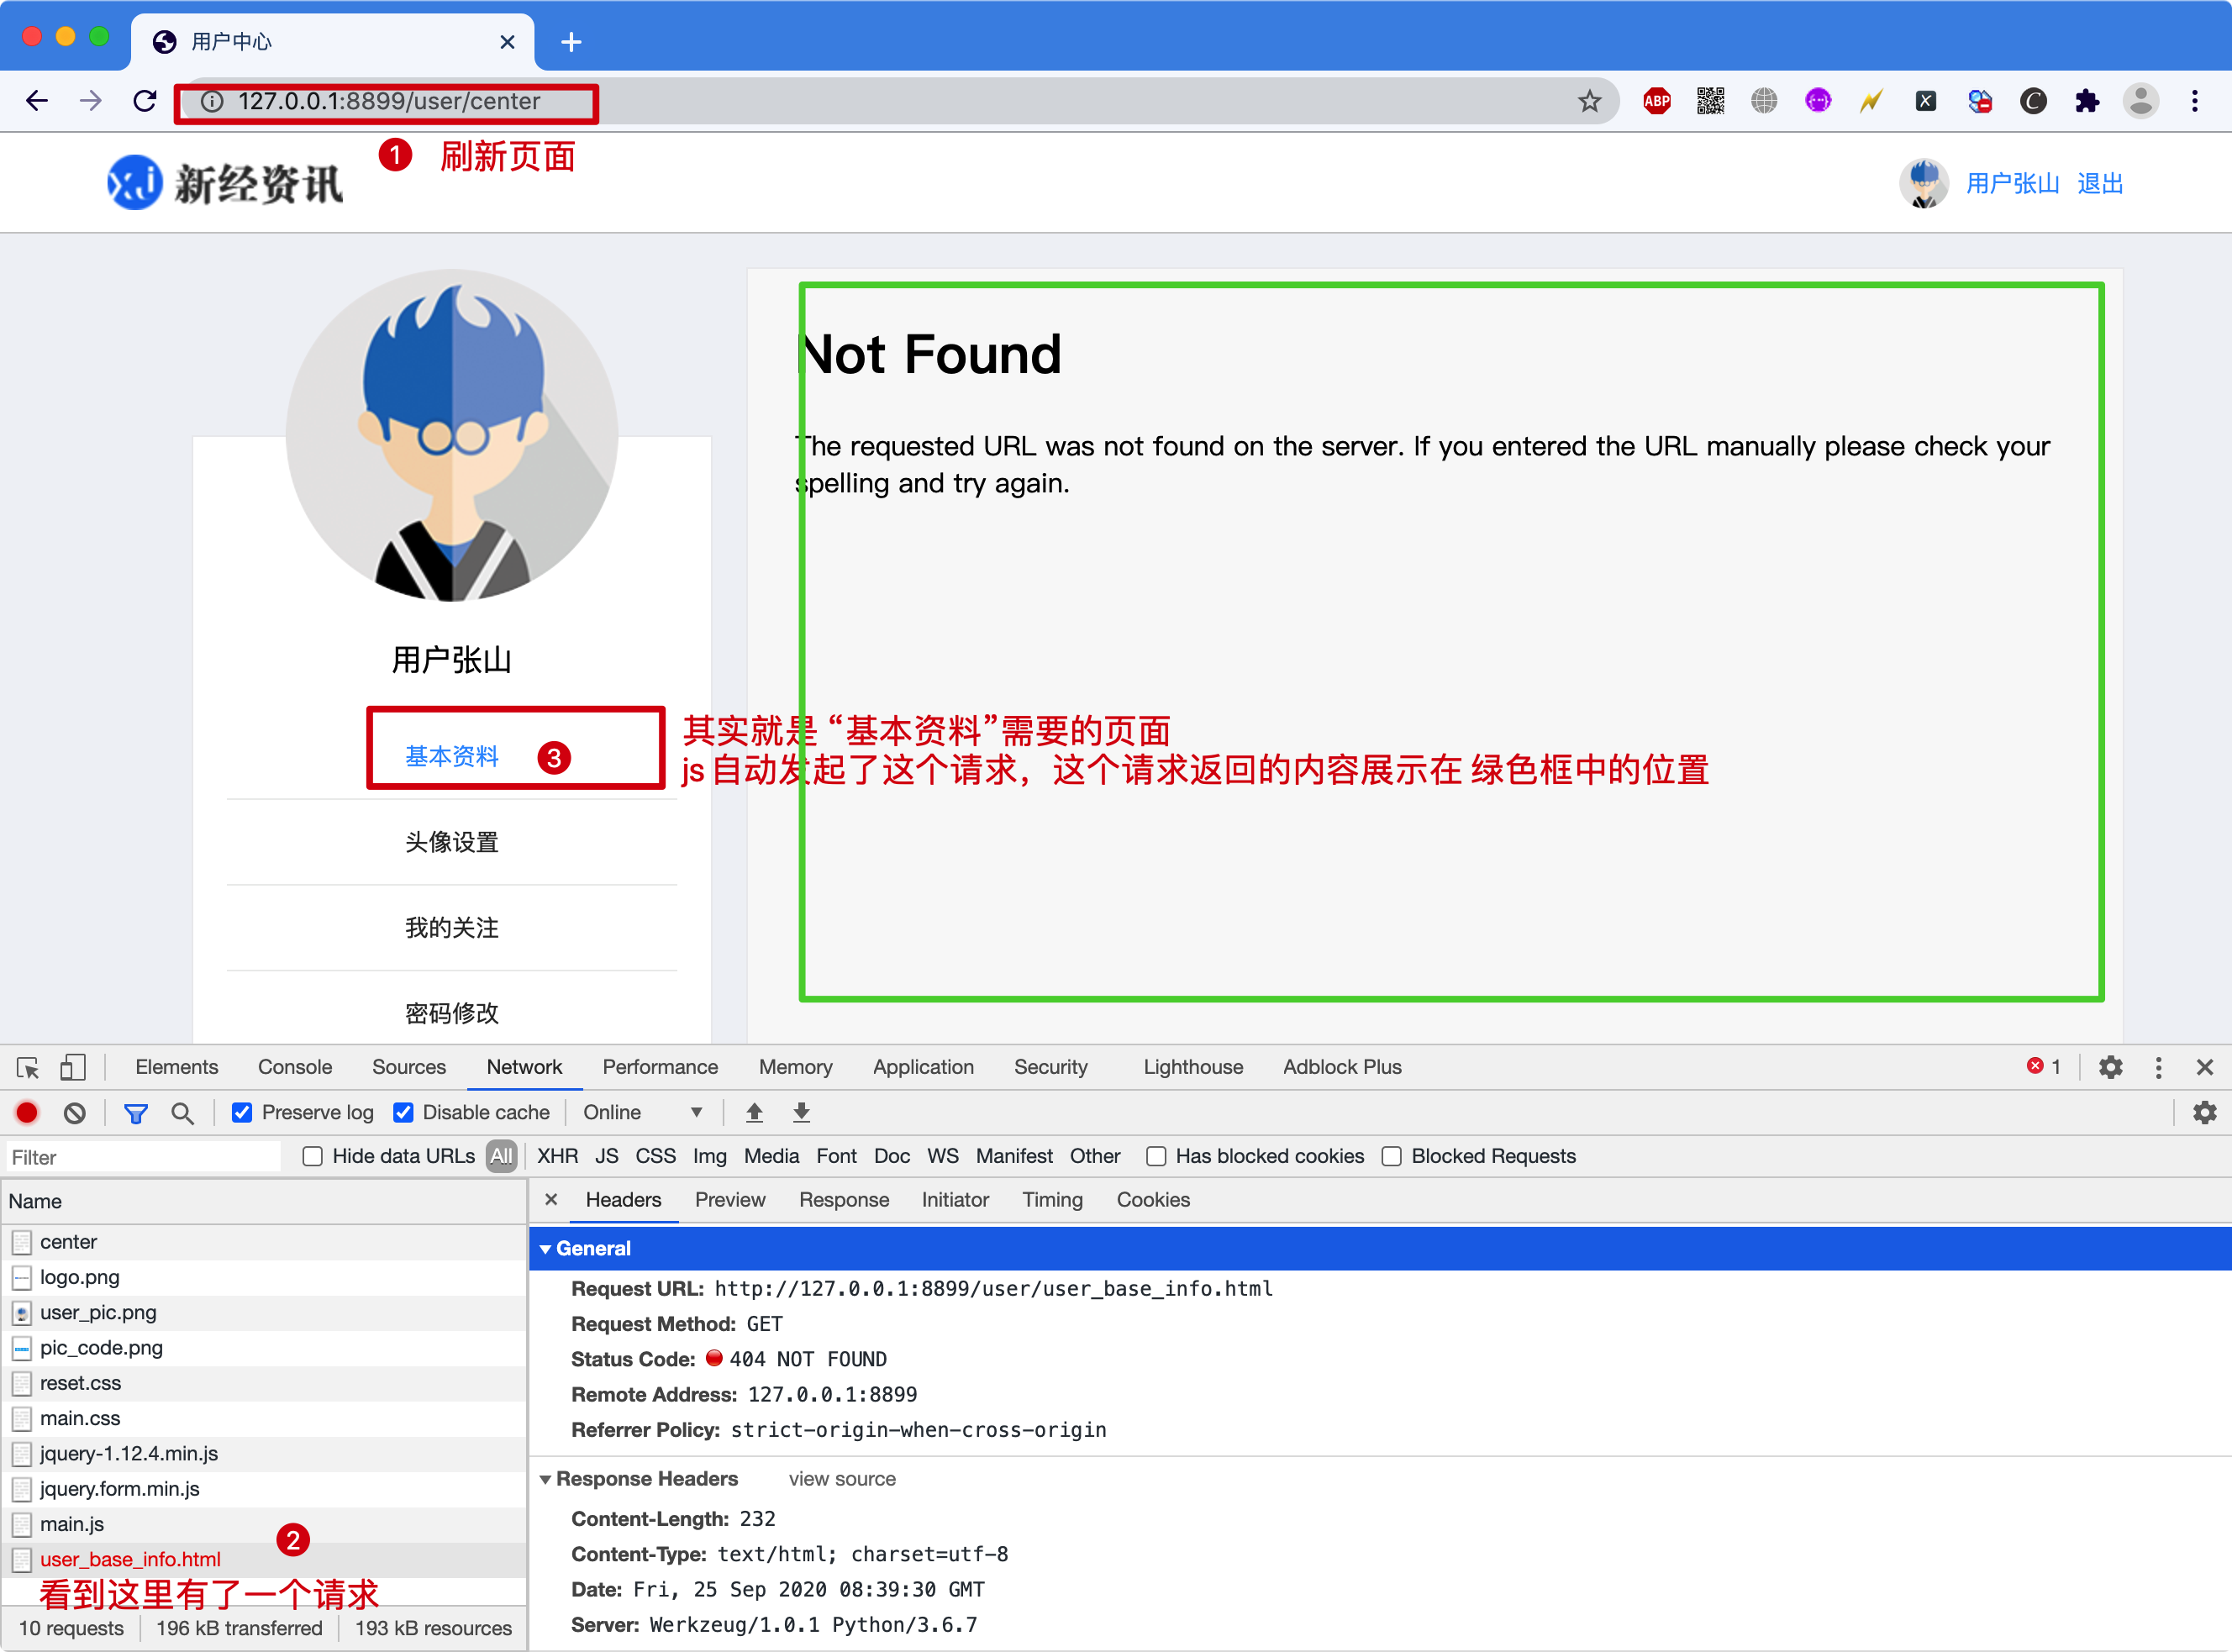 用户中心
127.0.0.1:8899/user/center
ABP
1 刷新页面
新经资讯
用户张山 退出
Not Found
The requested URL was not found on the server. If you entered the URL manually please check your
spelling and try again.
用户张山
基本资料 3
其实就是 “基本资料”需要的页面
js 自动发起了这个请求，这个请求返回的内容展示在 绿色框中的位置
头像设置
我的关注
密码修改
Elements Console Sources Network Performance Memory Application Security Lighthouse Adblock Plus 1
Preserve log Disable cache Online
Filter Hide data URLs All XHR JS CSS Img Media Font Doc WS Manifest Other Has blocked cookies Blocked Requests
Name
center
logo.png
user_pic.png
pic_code.png
reset.css
main.css
jquery-1.12.4.min.js
jquery.form.min.js
main.js
2
user_base_info.html
看到这里有了一个请求
10 requests 196 kB transferred 193 kB resources
Headers Preview Response Initiator Timing Cookies
General
Request URL: http://127.0.0.1:8899/user/user_base_info.html
Request Method: GET
Status Code: 404 NOT FOUND
Remote Address: 127.0.0.1:8899
Referrer Policy: strict-origin-when-cross-origin
Response Headers view source
Content-Length: 232
Content-Type: text/html; charset=utf-8
Date: Fri, 25 Sep 2020 08:39:30 GMT
Server: Werkzeug/1.0.1 Python/3.6.7